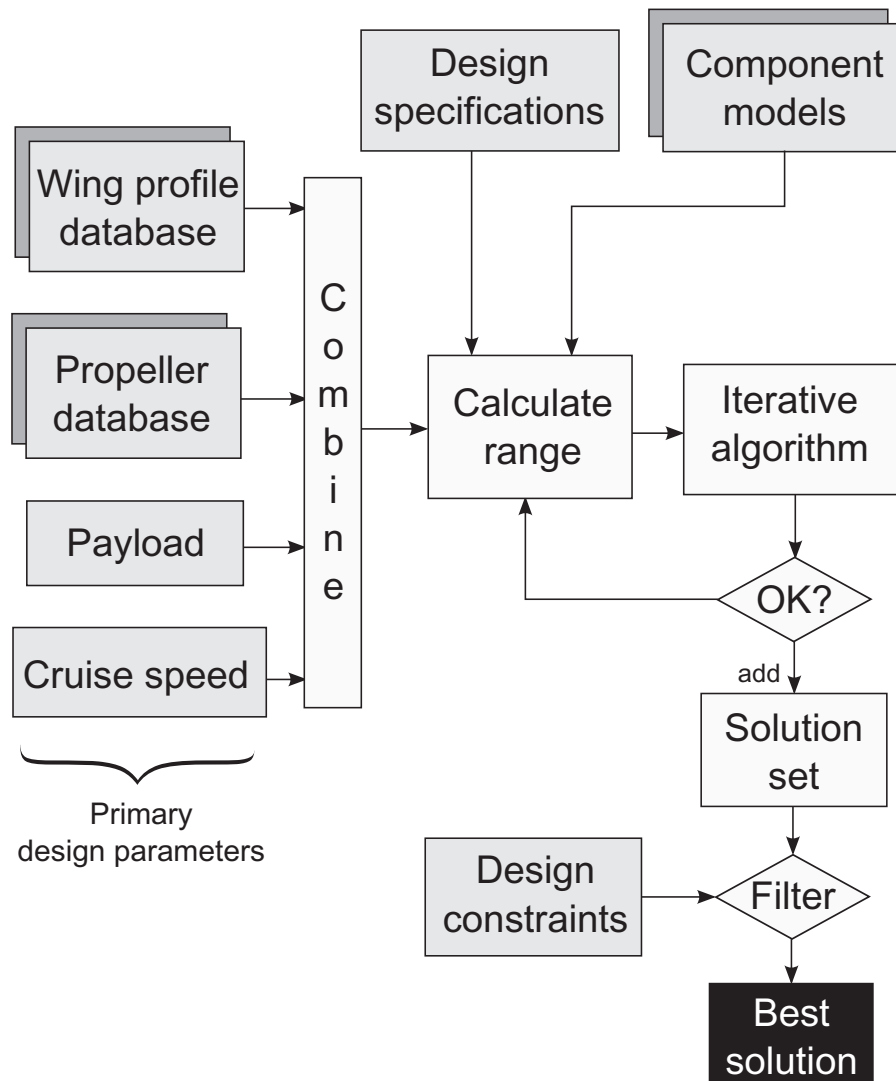 Design
specifications
Component
models
Wing profile
database
Propeller
database
Payload
Cruise speed
Primary
design parameters
C
o
m
b
i
n
e
Calculate
range
Iterative
algorithm
OK?
add
Solution
set
Design
constraints
Filter
Best
solution